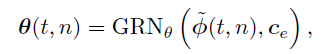 𝜽(t, n) = GRN_θ ( ϕ̃(t, n), c_e ) ,